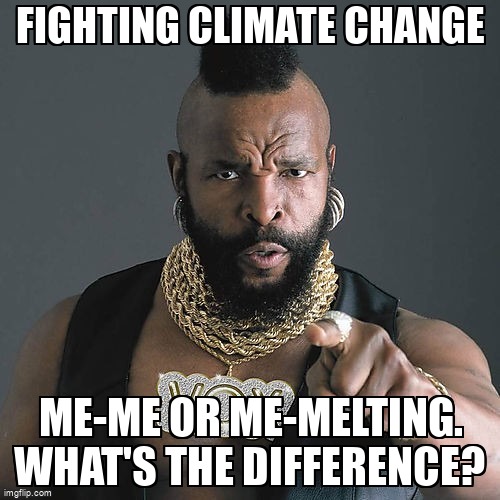 FIGHTING CLIMATE CHANGE
ME-ME OR ME-MELTING.
WHAT'S THE DIFFERENCE?
imgflip.com